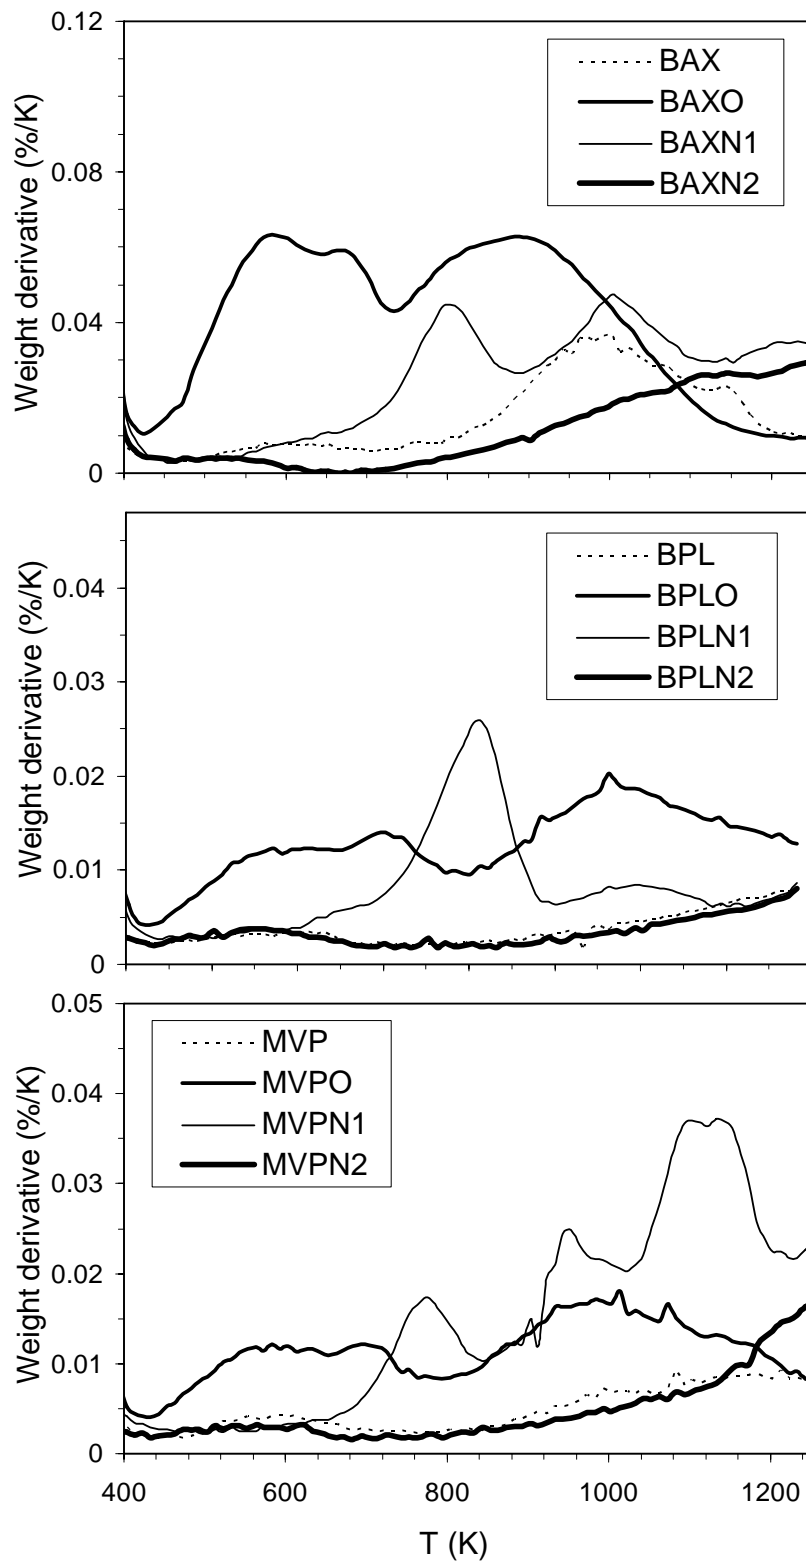 0.12
0.08
0.04
0
Weight derivative (%/K)
BAX
BAXO
BAXN1
BAXN2
0.04
0.03
0.02
0.01
0
Weight derivative (%/K)
BPL
BPLO
BPLN1
BPLN2
0.05
0.04
0.03
0.02
0.01
0
Weight derivative (%/K)
MVP
MVPO
MVPN1
MVPN2
400 600 800 1000 1200
T (K)